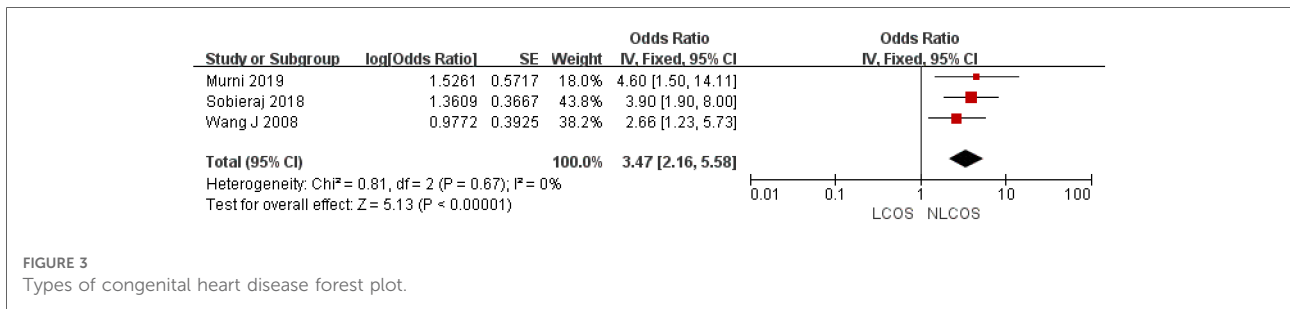 Odds Ratio Odds Ratio
Study or Subgroup log[Odds Ratio] SE Weight IV, Fixed, 95% CI IV, Fixed, 95% CI
Murni 2019 1.5261 0.5717 18.0% 4.60 [1.50, 14.11]
Sobieraj 2018 1.3609 0.3667 43.8% 3.90 [1.90, 8.00]
Wang J 2008 0.9772 0.3925 38.2% 2.66 [1.23, 5.73]
Total (95% CI) 100.0% 3.47 [2.16, 5.58]
Heterogeneity: Chi² = 0.81, df = 2 (P = 0.67); I² = 0%
Test for overall effect: Z = 5.13 (P < 0.00001)
0.01 0.1 1 10 100
LCOS NLCOS
FIGURE 3
Types of congenital heart disease forest plot.